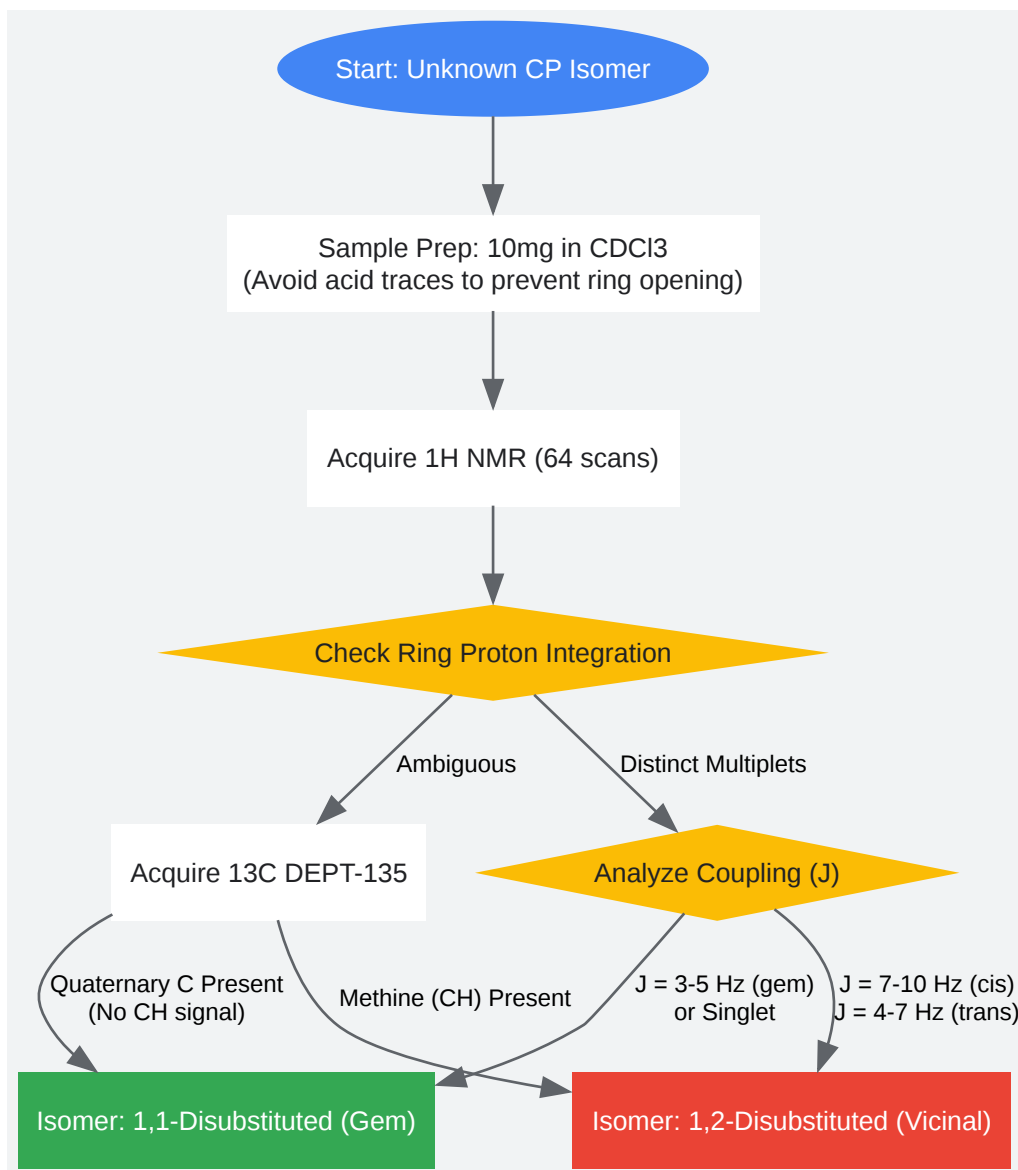 Start: Unknown CP Isomer
Sample Prep: 10mg in CDCl3
(Avoid acid traces to prevent ring opening)
Acquire 1H NMR (64 scans)
Check Ring Proton Integration
Ambiguous
Distinct Multiplets
Acquire 13C DEPT-135
Analyze Coupling (J)
Quaternary C Present
(No CH signal)
Methine (CH) Present
J = 3-5 Hz (gem)
or Singlet
J = 7-10 Hz (cis)
J = 4-7 Hz (trans)
Isomer: 1,1-Disubstituted (Gem)
Isomer: 1,2-Disubstituted (Vicinal)